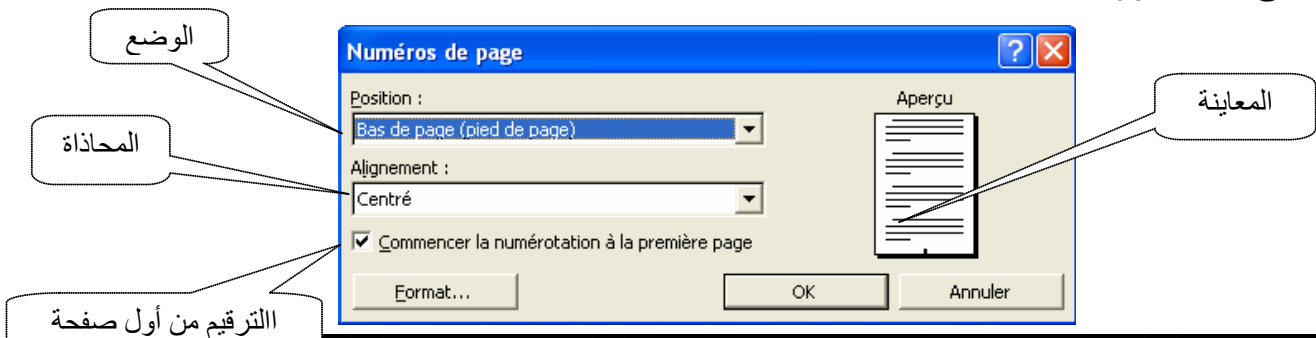 الوضع
Numéros de page
Position :
Aperçu
المعاينة
Bas de page (pied de page)
المحاذاة
Alignement :
Centré
Commencer la numérotation à la première page
Format...
OK
Annuler
االترقيم من أول صفحة